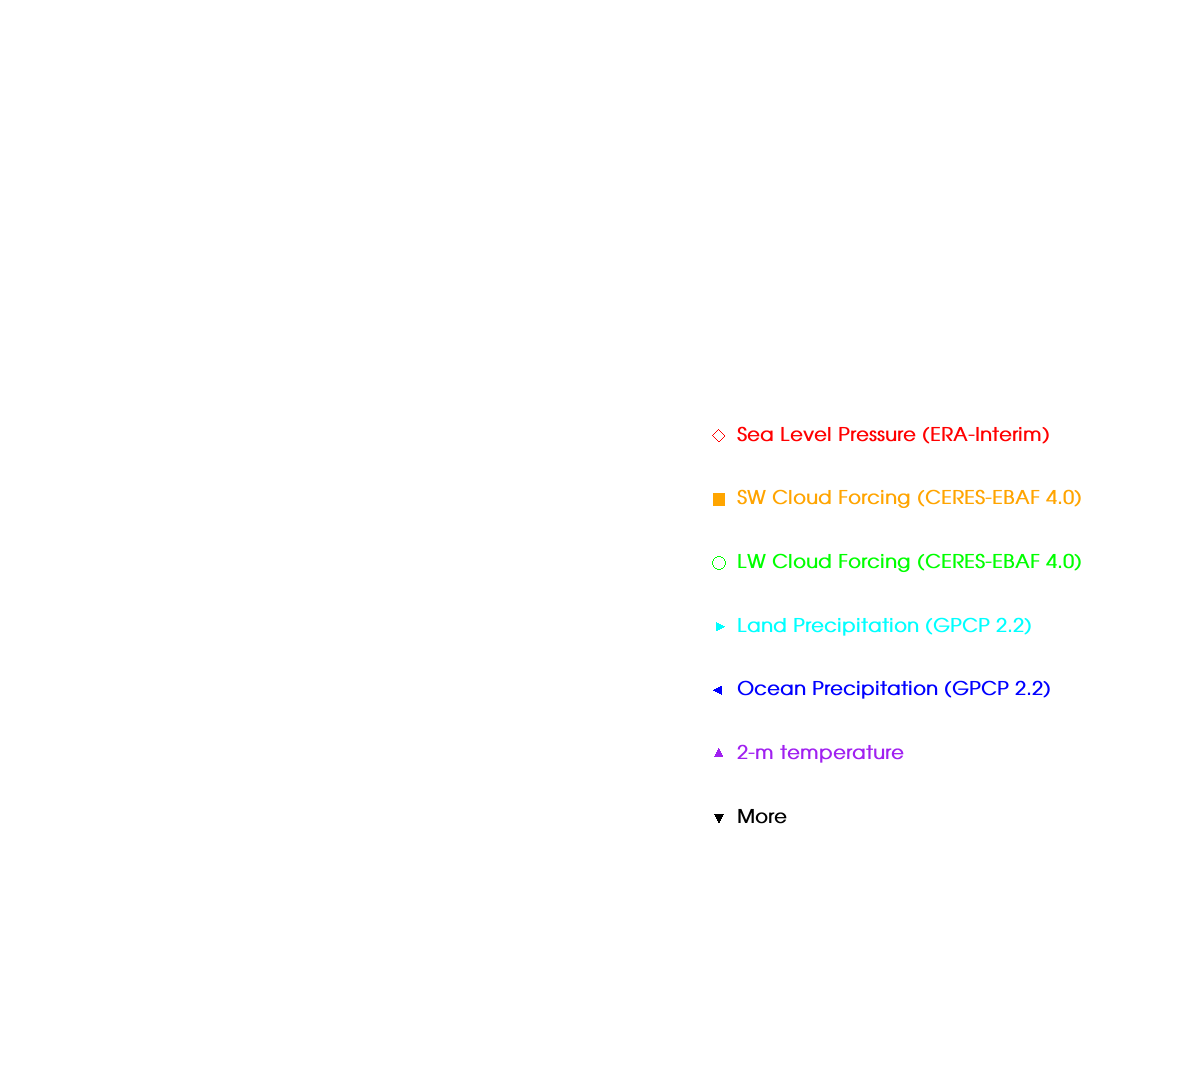 Sea Level Pressure (ERA-Interim)
SW Cloud Forcing (CERES-EBAF 4.0)
LW Cloud Forcing (CERES-EBAF 4.0)
Land Precipitation (GPCP 2.2)
Ocean Precipitation (GPCP 2.2)
2-m temperature
More